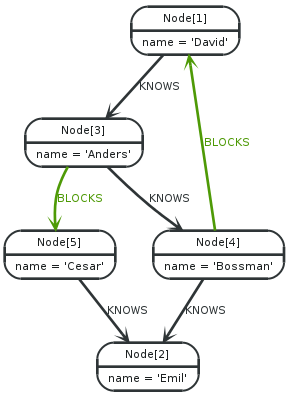 Node[1]
name = 'David'
KNOWS
Node[3]
name = 'Anders'
BLOCKS
BLOCKS
KNOWS
Node[5]
name = 'Cesar'
Node[4]
name = 'Bossman'
KNOWS
KNOWS
Node[2]
name = 'Emil'